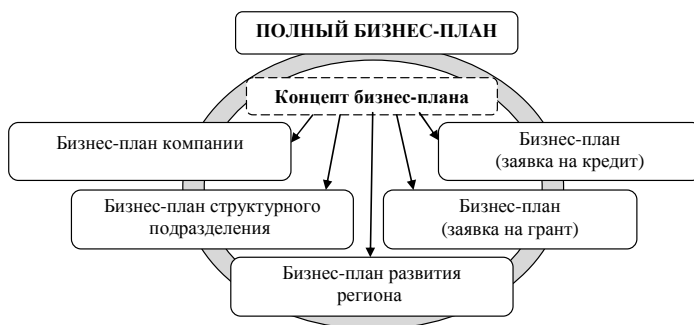 ПОЛНЫЙ БИЗНЕС-ПЛАН
Концепт бизнес-плана
Бизнес-план компании
Бизнес-план
(заявка на кредит)
Бизнес-план структурного
подразделения
Бизнес-план
(заявка на грант)
Бизнес-план развития
региона